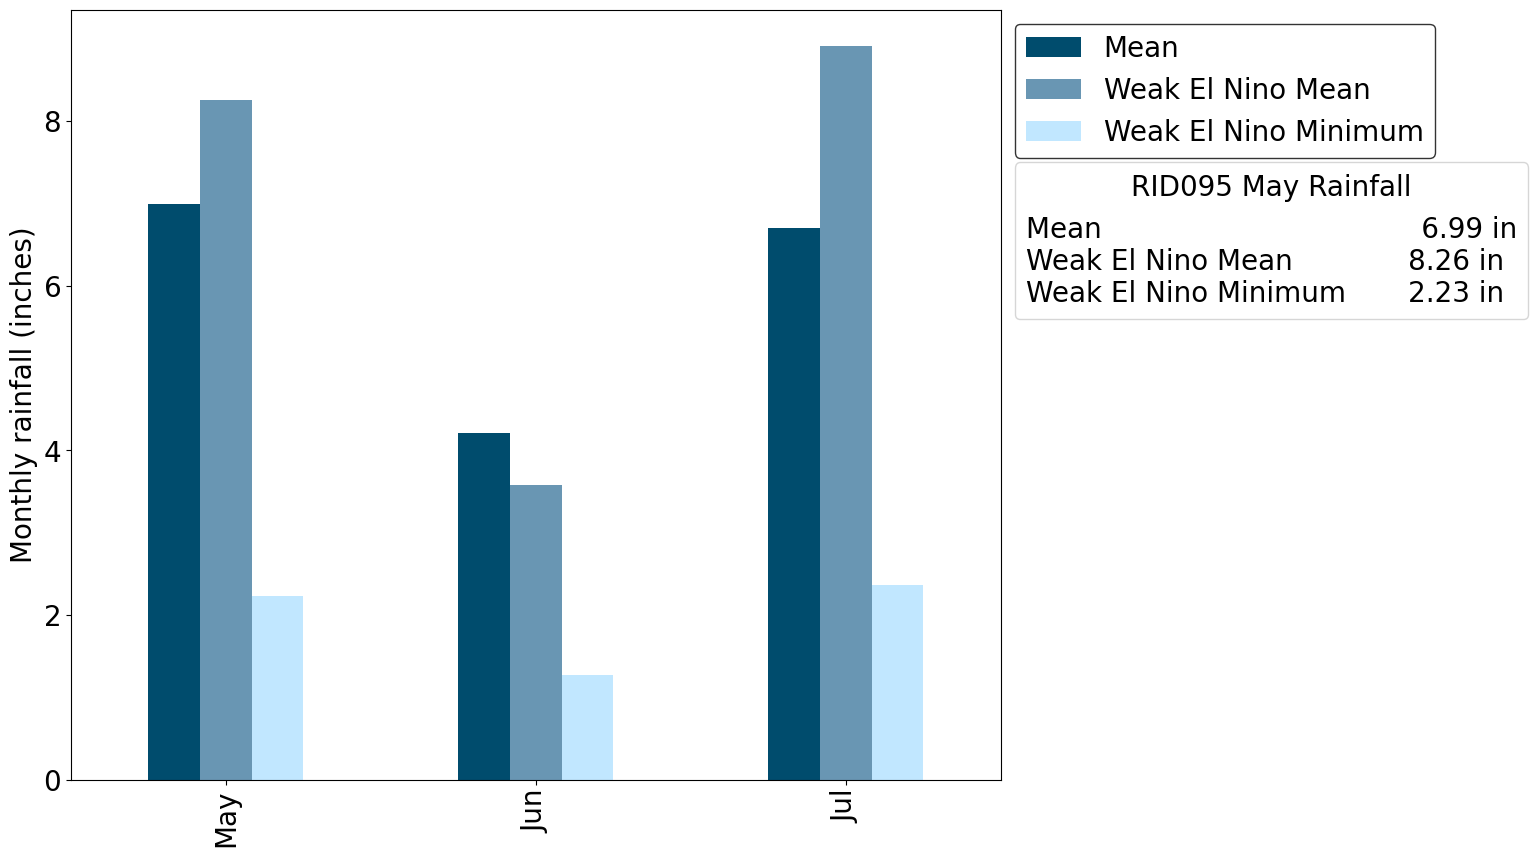 Monthly rainfall (inches)
8
6
4
2
0
May
Jun
Jul
Mean
Weak El Nino Mean
Weak El Nino Minimum
RID095 May Rainfall
Mean 6.99 in
Weak El Nino Mean 8.26 in
Weak El Nino Minimum 2.23 in